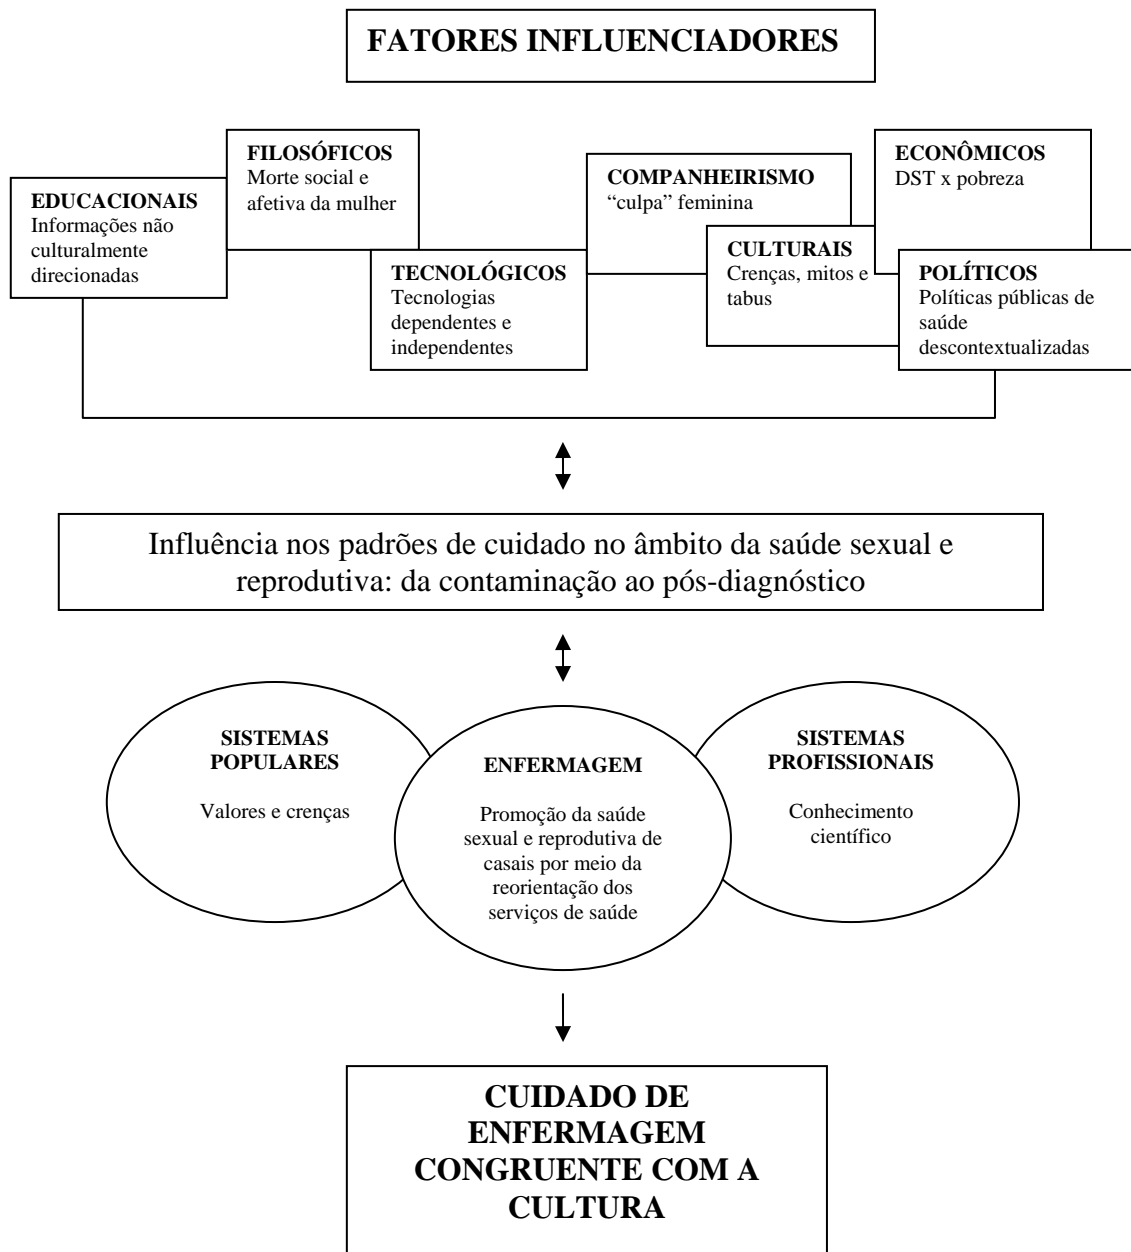 FATORES INFLUENCIADORES
EDUCACIONAIS
Informações não
culturalmente
direcionadas
FILOSÓFICOS
Morte social e
afetiva da mulher
TECNOLÓGICOS
Tecnologias
dependentes e
independentes
COMPANHEIRISMO
“culpa” feminina
CULTURAIS
Crenças, mitos e
tabus
ECONÔMICOS
DST x pobreza
POLÍTICOS
Políticas públicas de
saúde
descontextualizadas
Influência nos padrões de cuidado no âmbito da saúde sexual e
reprodutiva: da contaminação ao pós-diagnóstico
SISTEMAS
POPULARES
Valores e crenças
ENFERMAGEM
Promoção da saúde
sexual e reprodutiva de
casais por meio da
reorientação dos
serviços de saúde
SISTEMAS
PROFISSIONAIS
Conhecimento
científico
CUIDADO DE
ENFERMAGEM
CONGRUENTE COM A
CULTURA